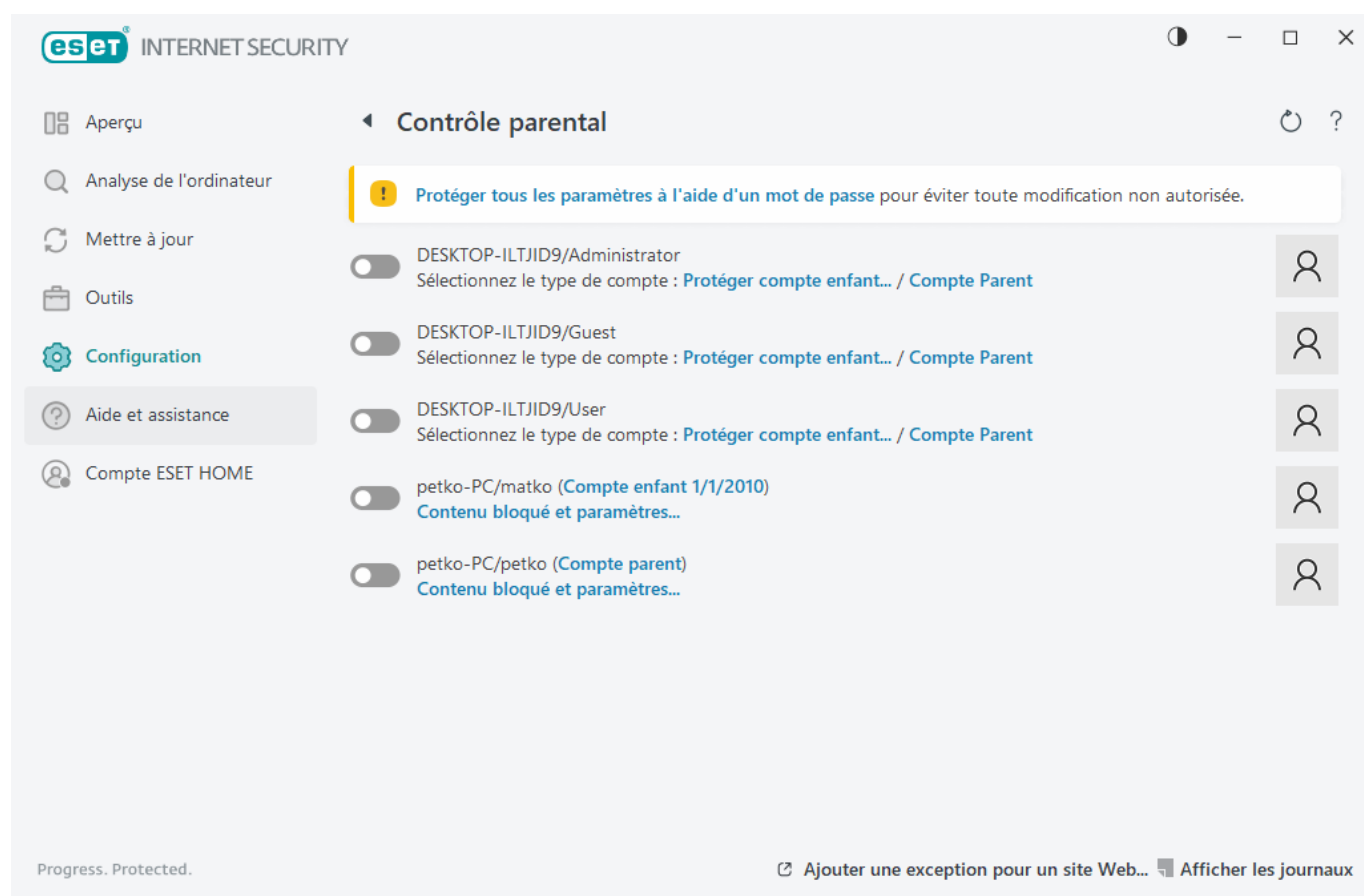 eset® INTERNET SECURITY
Aperçu
Analyse de l'ordinateur
Mettre à jour
Outils
Configuration
Aide et assistance
Compte ESET HOME
Contrôle parental
?
Protéger tous les paramètres à l'aide d'un mot de passe pour éviter toute modification non autorisée.
DESKTOP-ILTJID9/Administrator
Sélectionnez le type de compte : Protéger compte enfant... / Compte Parent
DESKTOP-ILTJID9/Guest
Sélectionnez le type de compte : Protéger compte enfant... / Compte Parent
DESKTOP-ILTJID9/User
Sélectionnez le type de compte : Protéger compte enfant... / Compte Parent
petko-PC/matko (Compte enfant 1/1/2010)
Contenu bloqué et paramètres...
petko-PC/petko (Compte parent)
Contenu bloqué et paramètres...
Progress. Protected.
Ajouter une exception pour un site Web...
Afficher les journaux